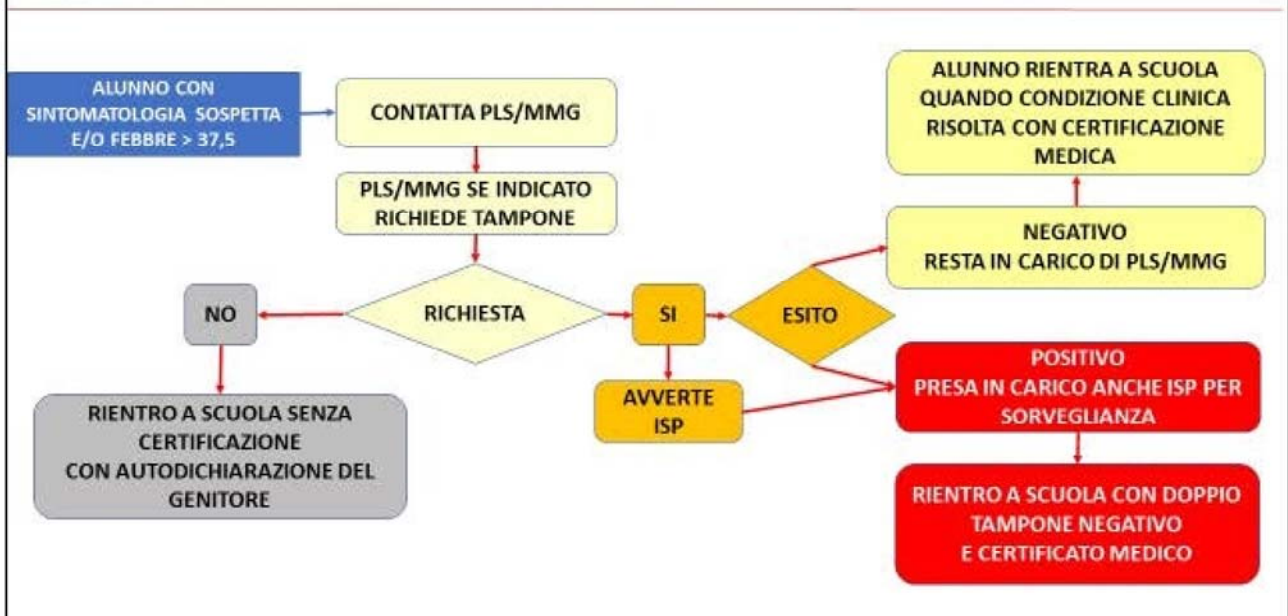 ALUNNO CON
SINTOMATOLOGIA SOSPETTA
E/O FEBBRE > 37,5
CONTATTA PLS/MMG
PLS/MMG SE INDICATO
RICHIEDE TAMPONE
RICHIESTA
NO
RIENTRO A SCUOLA SENZA
CERTIFICAZIONE
CON AUTODICHIARAZIONE DEL
GENITORE
SI
AVVERTE
ISP
ESITO
ALUNNO RIENTRA A SCUOLA
QUANDO CONDIZIONE CLINICA
RISOLTA CON CERTIFICAZIONE
MEDICA
NEGATIVO
RESTA IN CARICO DI PLS/MMG
POSITIVO
PRESA IN CARICO ANCHE ISP PER
SORVEGLIANZA
RIENTRO A SCUOLA CON DOPPIO
TAMPONE NEGATIVO
E CERTIFICATO MEDICO